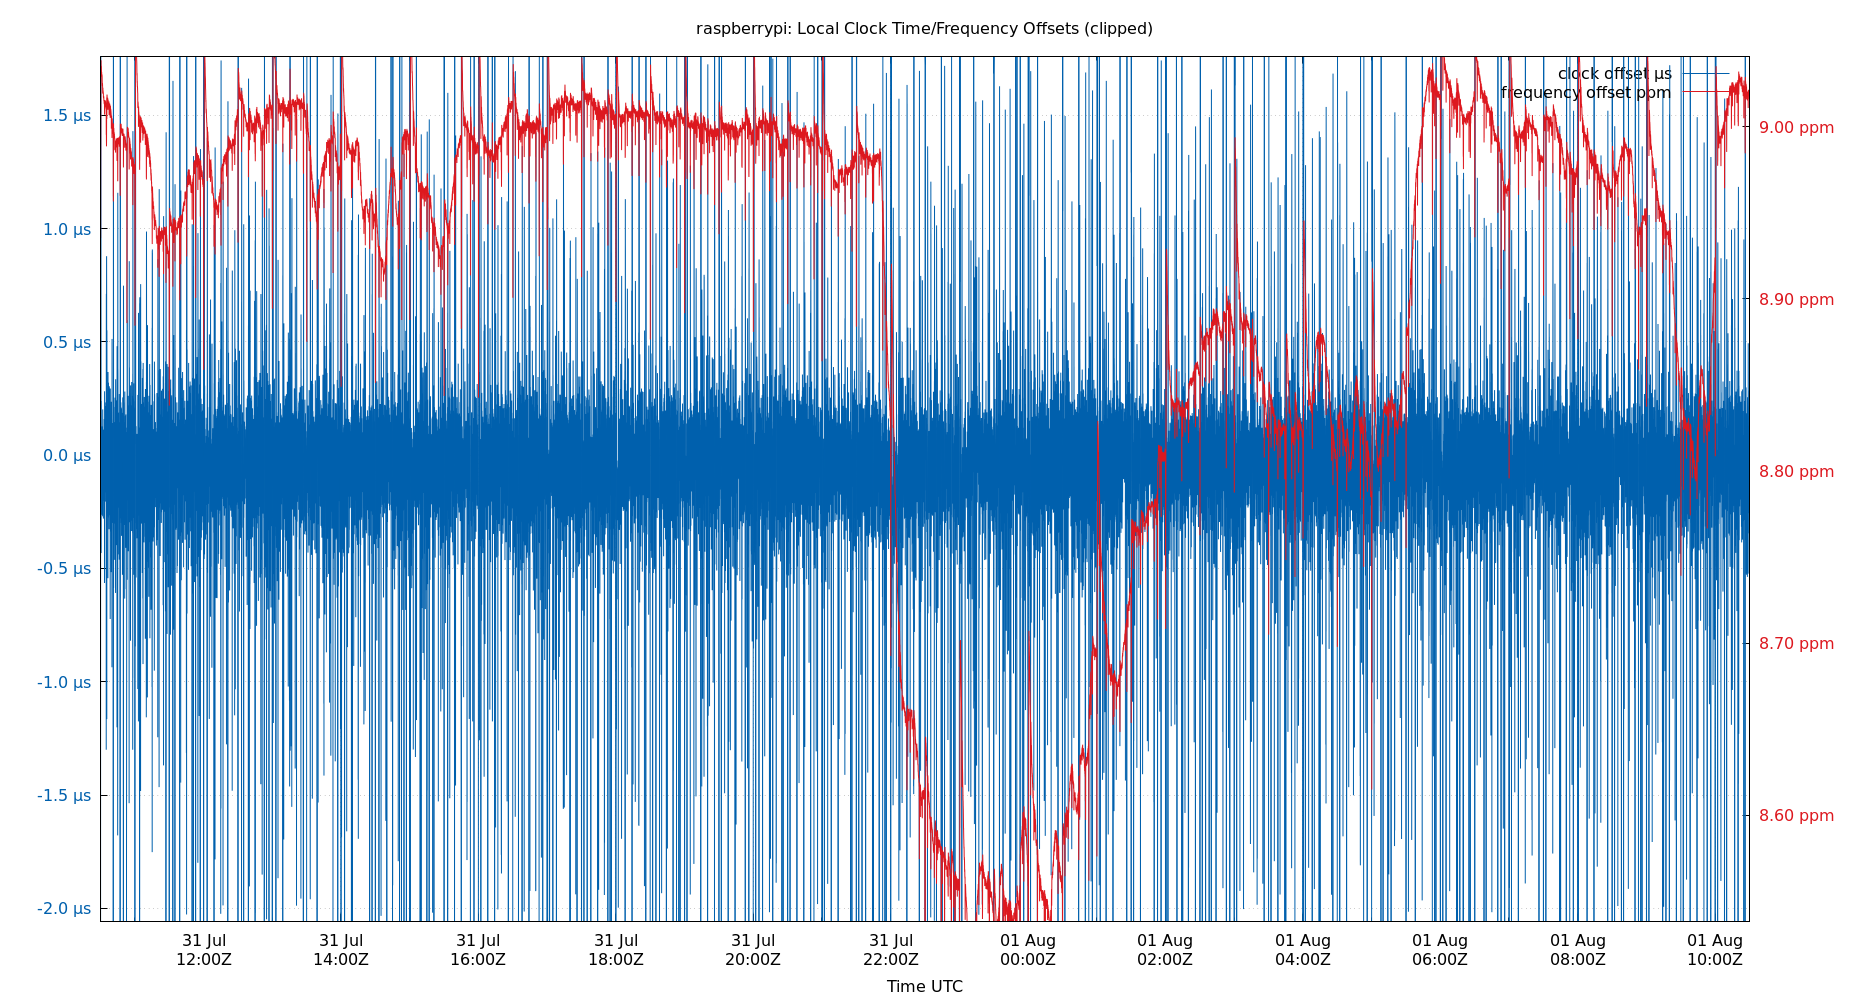 raspberrypi: Local Clock Time/Frequency Offsets (clipped)
clock offset µs
frequency offset ppm
1.5 µs
1.0 µs
0.5 µs
0.0 µs
-0.5 µs
-1.0 µs
-1.5 µs
-2.0 µs
9.00 ppm
8.90 ppm
8.80 ppm
8.70 ppm
8.60 ppm
31 Jul
12:00Z
31 Jul
14:00Z
31 Jul
16:00Z
31 Jul
18:00Z
31 Jul
20:00Z
31 Jul
22:00Z
01 Aug
00:00Z
01 Aug
02:00Z
01 Aug
04:00Z
01 Aug
06:00Z
01 Aug
08:00Z
01 Aug
10:00Z
Time UTC